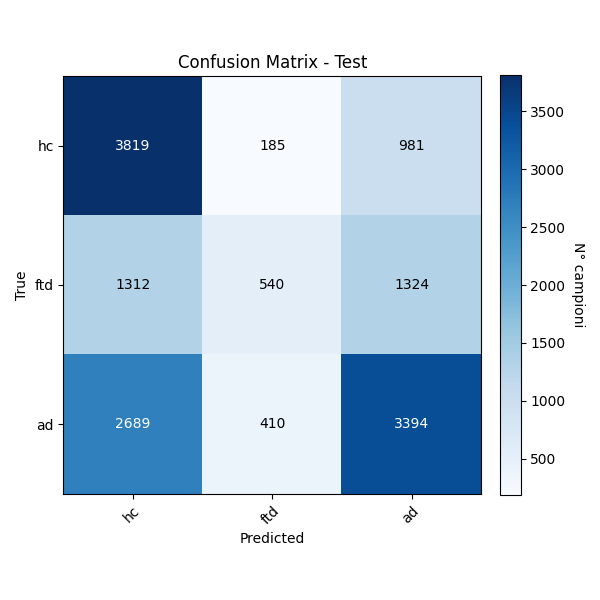 Confusion Matrix - Test
hc 3819 185 981
ftd 1312 540 1324
ad 2689 410 3394
hc ftd ad
Predicted
True
3500
3000
2500
2000
1500
1000
500
N° campioni